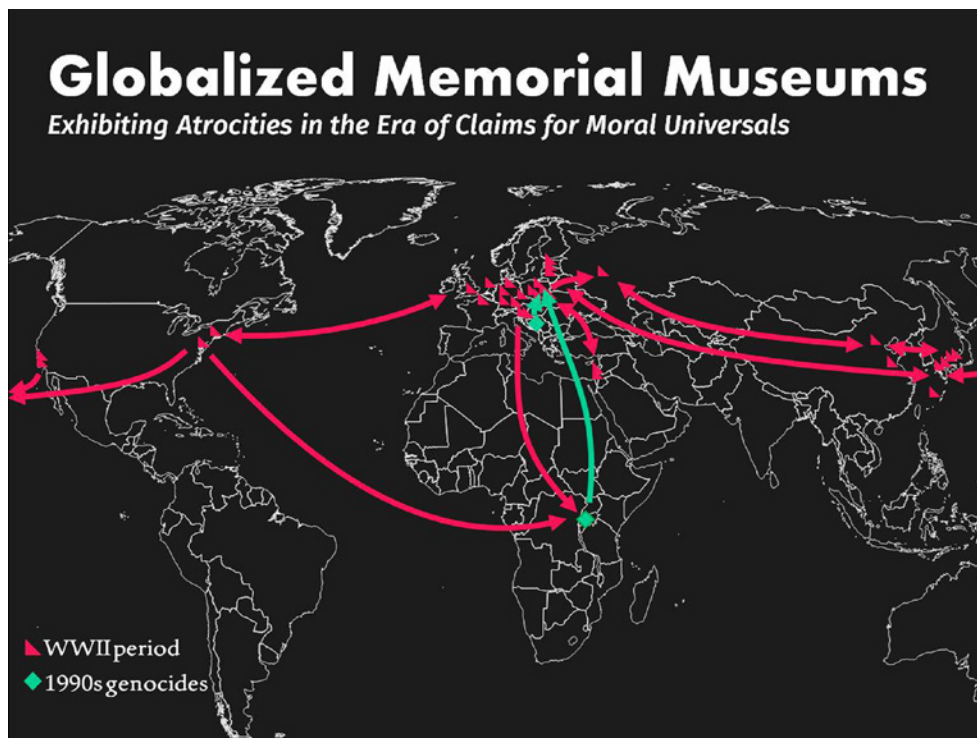 Globalized Memorial Museums
Exhibiting Atrocities in the Era of Claims for Moral Universals
WWII period
1990s genocides